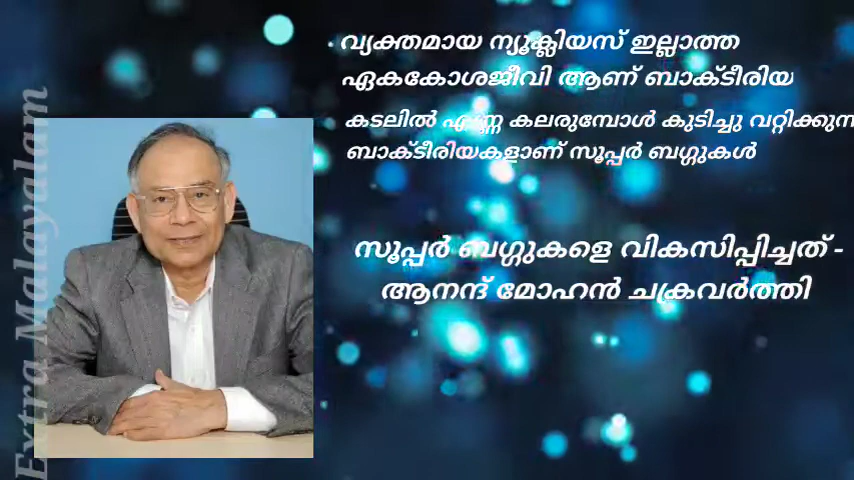 Extra Malayalam
• വ്യക്തമായ ന്യൂക്ലിയസ് ഇല്ലാത്ത
ഏകകോശജീവി ആണ് ബാക്ടീരിയ
കടലിൽ എണ്ണ കലരുമ്പോൾ കുടിച്ചു വറ്റിക്കുന്ന
ബാക്ടീരിയകളാണ് സൂപ്പർ ബഗ്ഗുകൾ
സൂപ്പർ ബഗ്ഗുകളെ വികസിപ്പിച്ചത് -
ആനന്ദ് മോഹൻ ചക്രവർത്തി